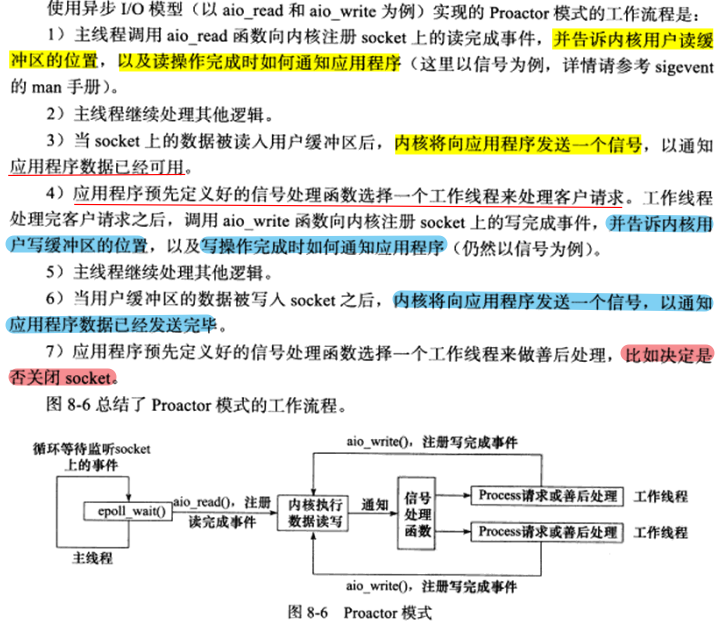 使用异步 I/O 模型（以 aio_read 和 aio_write 为例）实现的 Proactor 模式的工作流程是：
1）主线程调用 aio_read 函数向内核注册 socket 上的读完成事件，并告诉内核用户读缓
冲区的位置，以及读操作完成时如何通知应用程序（这里以信号为例，详情请参考 sigevent
的 man 手册）。
2）主线程继续处理其他逻辑。
3）当 socket 上的数据被读入用户缓冲区后，内核将向应用程序发送一个信号，以通知
应用程序数据已经可用。
4）应用程序预先定义好的信号处理函数选择一个工作线程来处理客户请求。工作线程
处理完客户请求之后，调用 aio_write 函数向内核注册 socket 上的写完成事件，并告诉内核用
户写缓冲区的位置，以及写操作完成时如何通知应用程序（仍然以信号为例）。
5）主线程继续处理其他逻辑。
6）当用户缓冲区的数据被写入 socket 之后，内核将向应用程序发送一个信号，以通知
应用程序数据已经发送完毕。
7）应用程序预先定义好的信号处理函数选择一个工作线程来做善后处理，比如决定是
否关闭 socket。
图 8-6 总结了 Proactor 模式的工作流程。
aio_write()，注册写完成事件
循环等待监听socket
上的事件
epoll_wait()
主线程
aio_read()，注册
读完成事件
内核执行
数据读写
通知
信号
处理
函数
Process请求或善后处理
工作线程
Process请求或善后处理
工作线程
aio_write()，注册写完成事件
图 8-6 Proactor 模式